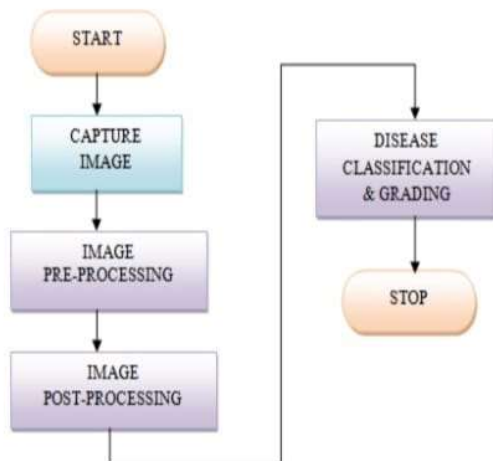 START
CAPTURE
IMAGE
IMAGE
PRE-PROCESSING
IMAGE
POST-PROCESSING
DISEASE
CLASSIFICATION
& GRADING
STOP